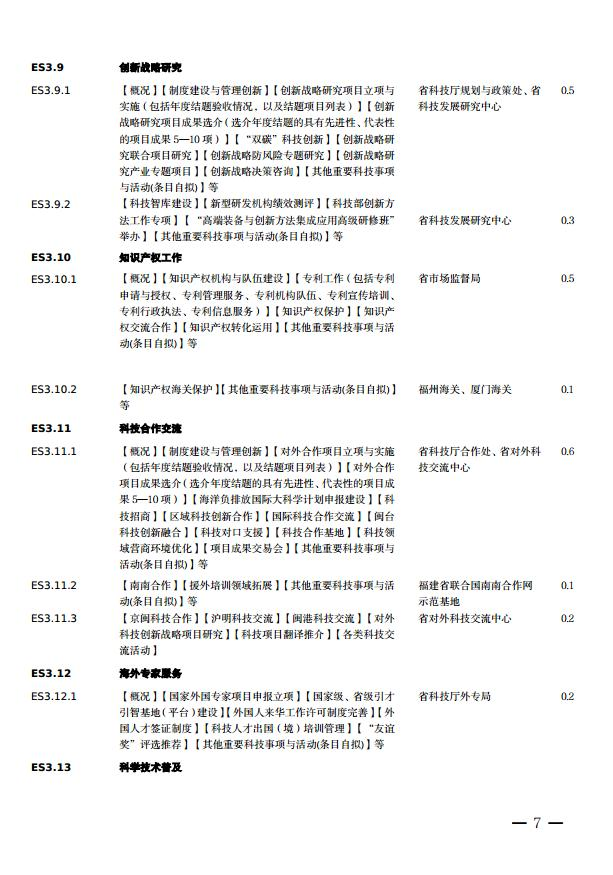 ES3.9 创新战略研究
ES3.9.1 【概况】【制度建设与管理创新】【创新战略研究项目立项与 省科技厅规划与政策处、省 0.5
实施（包括年度结题验收情况，以及结题项目列表）】【创新 科技发展研究中心
战略研究项目成果选介（选介年度结题的具有先进性、代表性
的项目成果 5—10 项）】【 “双碳”科技创新】【创新战略研
究联合项目研究】【创新战略防风险专题研究】【创新战略研
究产业专题项目】【创新战略决策咨询】【其他重要科技事项
与活动(条目自拟)】等
ES3.9.2 【科技智库建设】【新型研发机构绩效测评】【科技部创新方
法工作专项】【 “高端装备与创新方法集成应用高级研修班” 省科技发展研究中心 0.3
举办】【其他重要科技事项与活动(条目自拟)】等
ES3.10 知识产权工作
ES3.10.1 【概况】【知识产权机构与队伍建设】【专利工作（包括专利 省市场监督局 0.5
申请与授权、专利管理服务、专利机构队伍、专利宣传培训、
专利行政执法、专利信息服务）】【知识产权保护】【知识产
权交流合作】【知识产权转化运用】【其他重要科技事项与活
动(条目自拟)】等
ES3.10.2 【知识产权海关保护】【其他重要科技事项与活动(条目自拟)】 福州海关、厦门海关 0.1
等
ES3.11 科技合作交流
ES3.11.1 【概况】【制度建设与管理创新】【对外合作项目立项与实施 省科技厅合作处、省对外科 0.6
（包括年度结题验收情况，以及结题项目列表）】【对外合作 技交流中心
项目成果选介（选介年度结题的具有先进性、代表性的项目成
果 5—10 项）】【海洋负排放国际大科学计划申报建设】【科
技招商】【区域科技创新合作】【国际科技合作交流】【闽台
科技创新融合】【科技对口支援】【科技合作基地】【科技领
域营商环境优化】【项目成果交易会】【其他重要科技事项与
活动(条目自拟)】等
ES3.11.2 【南南合作】【援外培训领域拓展】【其他重要科技事项与活 福建省联合国南南合作网 0.1
动(条目自拟)】等 示范基地
ES3.11.3 【京闽科技合作】【沪明科技交流】【闽港科技交流】【对外 省对外科技交流中心 0.2
科技创新战略项目研究】【科技项目翻译推介】【各类科技交
流活动】
ES3.12 海外专家服务
ES3.12.1 【概况】【国家外国专家项目申报立项】【国家级、省级引才 省科技厅外专局 0.2
引智基地（平台）建设】【外国人来华工作许可制度完善】【外
国人才签证制度】【科技人才出国（境）培训管理】【 “友谊
奖”评选推荐】【其他重要科技事项与活动(条目自拟)】等
ES3.13 科学技术普及
— 7 —